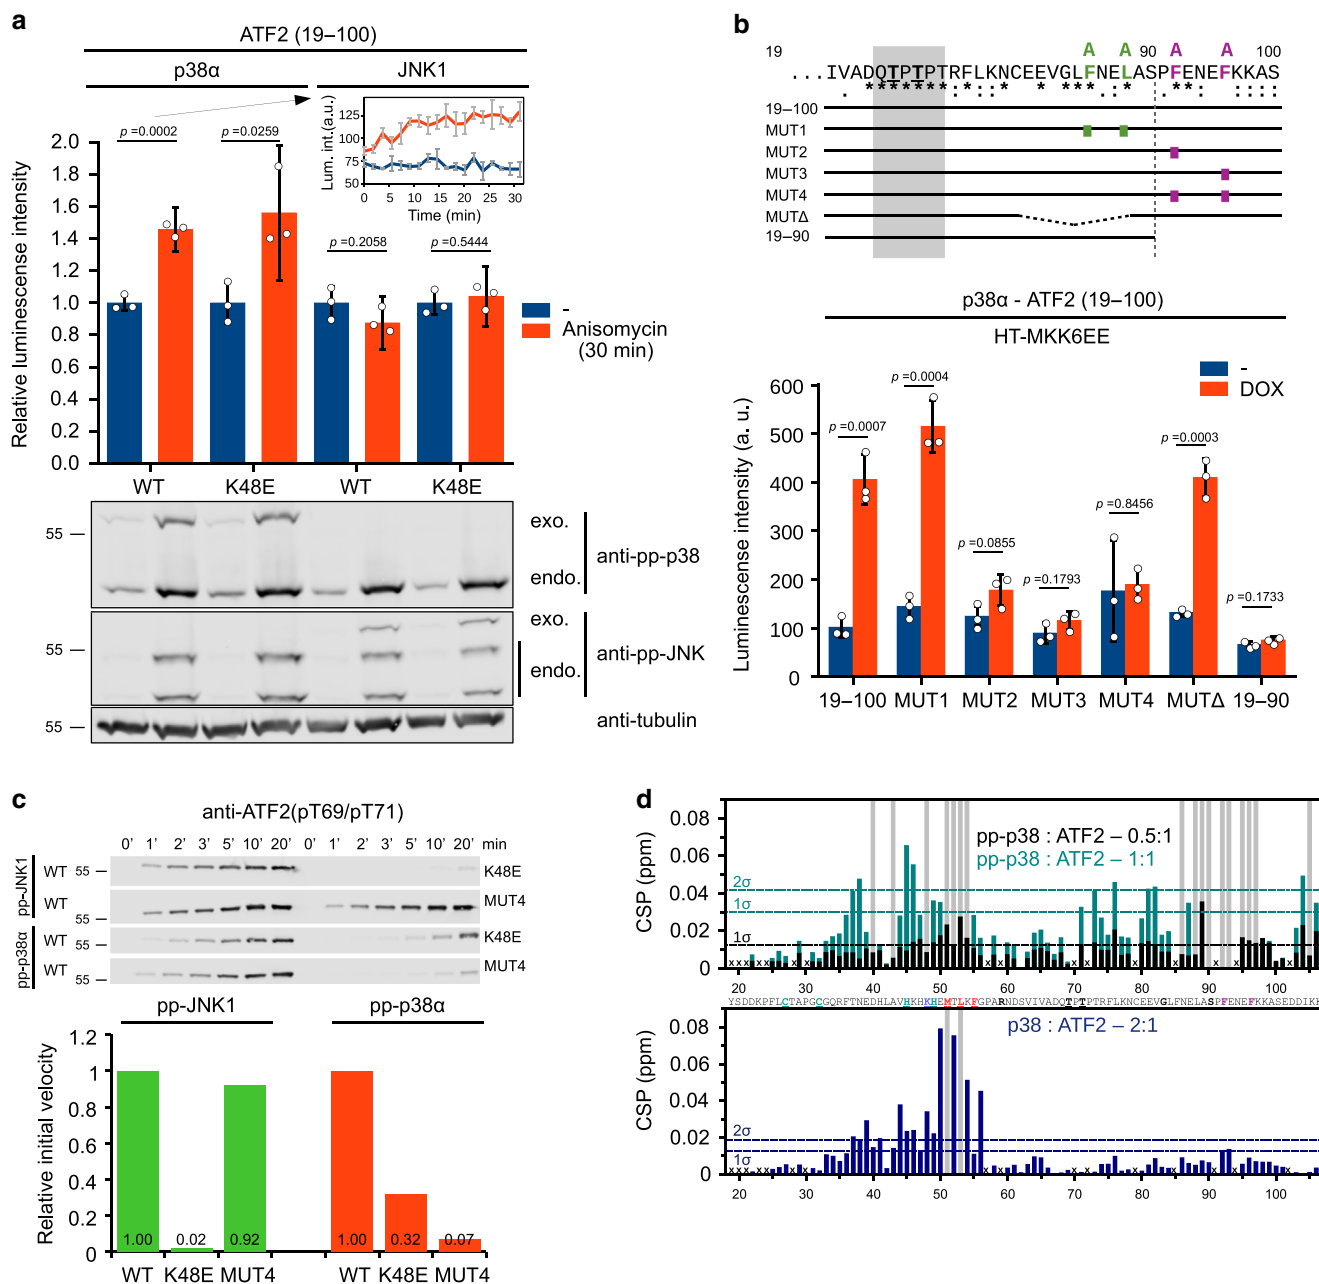 a
ATF2 (19–100)
p38α
JNK1
p =0.0002
p =0.0259
p =0.2058
p =0.5444
Lum. int.(a.u.)
125
100
75
50
0 5 10 15 20 25 30
Time (min)
Relative luminescense intensity
2.0
1.8
1.6
1.4
1.2
1.0
0.8
0.6
0.4
0.2
0.0
-
Anisomycin
(30 min)
WT K48E WT K48E
55
exo.
endo.
anti-pp-p38
exo.
endo.
anti-pp-JNK
55
anti-tubulin
b
19 A A 90 A A 100
...IVADQTPTPTRFLKNCEEVGLFNELASPFENEFKKAS
19–100
MUT1
MUT2
MUT3
MUT4
MUTΔ
19–90
p38α - ATF2 (19–100)
HT-MKK6EE
-
DOX
Luminescense intensity (a. u.)
600
500
400
300
200
100
0
p =0.0007
p =0.0004
p =0.0855
p =0.1793
p =0.8456
p =0.0003
p =0.1733
19–100 MUT1 MUT2 MUT3 MUT4 MUTΔ 19–90
c
anti-ATF2(pT69/pT71)
0' 1' 2' 3' 5' 10' 20' 0' 1' 2' 3' 5' 10' 20' min
pp-JNK1
WT 55 K48E
WT 55 MUT4
pp-p38α
WT 55 K48E
WT 55 MUT4
pp-JNK1 pp-p38α
Relative initial velocity
1.2
1
0.8
0.6
0.4
0.2
0
1.00 0.02 0.92 1.00 0.32 0.07
WT K48E MUT4 WT K48E MUT4
d
CSP (ppm)
0.08
0.06
0.04
0.02
0
pp-p38 : ATF2 – 0.5:1
pp-p38 : ATF2 – 1:1
2σ
1σ
1σ
20 30 40 50 60 70 80 90 100
YSDDKPFLCTAPGCGQRFTNEDHLAVHKHKHEMTLKFGPARNDSVIVADQTPTPTRFLKNCEEVGLFNELASPFENEFKKASEDDIKK
CSP (ppm)
0.08
0.06
0.04
0.02
0
p38 : ATF2 – 2:1
2σ
1σ
20 30 40 50 60 70 80 90 100